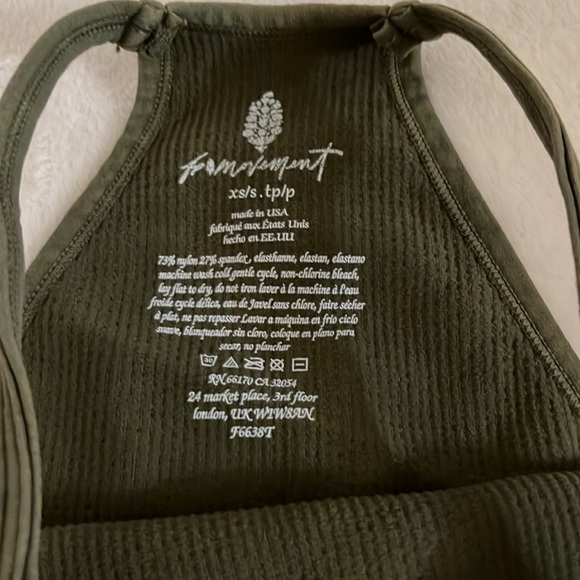 fp movement
xs/s.tp/p
made in USA
fabriqué aux États Unis
hecho en EE.UU
73% nylon 27% spandex, elasthanne, elastan, elastano
machine wash cold gentle cycle, non-chlorine bleach,
lay flat to dry, do not iron laver à la machine à l'eau
froide cycle délica, eau de Javel sans chlore, faire sécher
à plat, ne pas repasser Lavar a máquina en frío ciclo
suave, blanqueador sin cloro, coloque en plano para
secar, no planchar
RN 66170 CA 32054
24 market place, 3rd floor
london, UK W1W8AN
F6638T